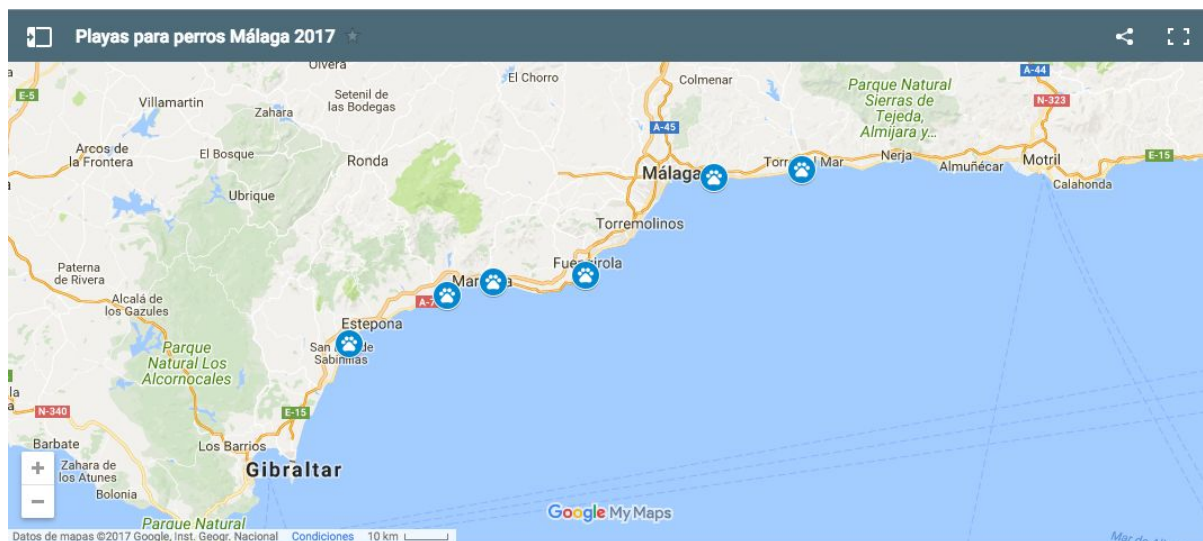 Playas para perros Málaga 2017
Olvera
El Chorro
Colmenar
Parque Natural
Sierras de
Tejeda,
Almijara y...
A-44
E-5
Villamartin
Zahara
Setenil de
las Bodegas
N-323
A-45
Arcos de
la Frontera
El Bosque
Ronda
Málaga
Nerja
Almuñécar
Motril
E-15
Calahonda
Ubrique
Torremolinos
Paterna
de Rivera
Alcalá de
los Gazules
Estepona
Parque
Natural Los
Alcornocales
E-15
N-340
Barbate
Los Barrios
Zahara de
los Atunes
Gibraltar
Bolonia
+
−
Parque Natural
Google My Maps
Datos de mapas ©2017 Google, Inst. Geogr. Nacional Condiciones 10 km